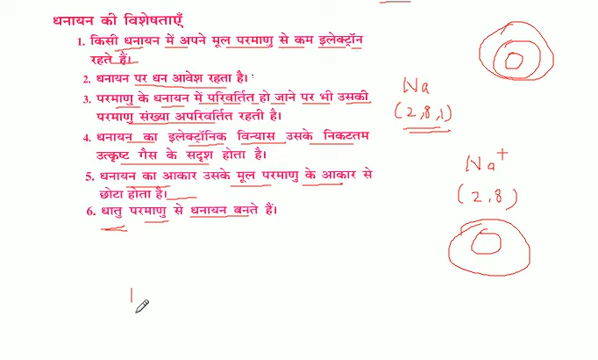 धनायन की विशेषताएँ
1. किसी धनायन में अपने मूल परमाणु से कम इलेक्ट्रॉन
रहते हैं।
2. धनायन पर धन आवेश रहता है।
3. परमाणु के धनायन में परिवर्तित हो जाने पर भी उसकी
परमाणु संख्या अपरिवर्तित रहती है।
4. धनायन का इलेक्ट्रॉनिक विन्यास उसके निकटतम
उत्कृष्ट गैस के सदृश होता है।
5. धनायन का आकार उसके मूल परमाणु के आकार से
छोटा होता है।
6. धातु परमाणु से धनायन बनते हैं।
Na
(2,8,1)
Na+
(2,8)